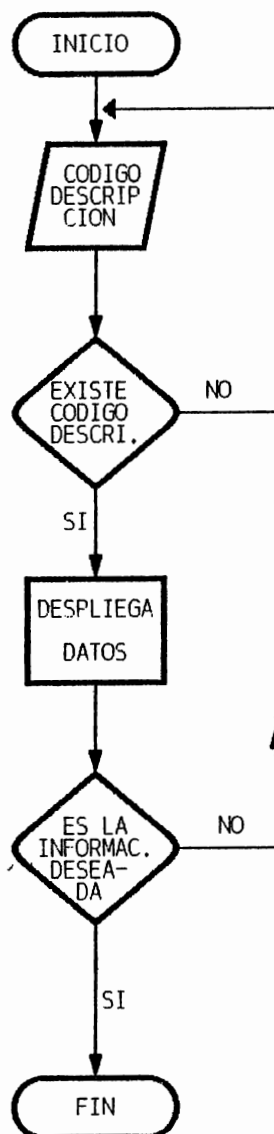 INICIO
CODIGO
DESCRIP
CION
EXISTE
CODIGO
DESCRI.
NO
SI
DESPLIEGA
DATOS
ES LA
INFORMAC.
DESEA-
DA
NO
SI
FIN